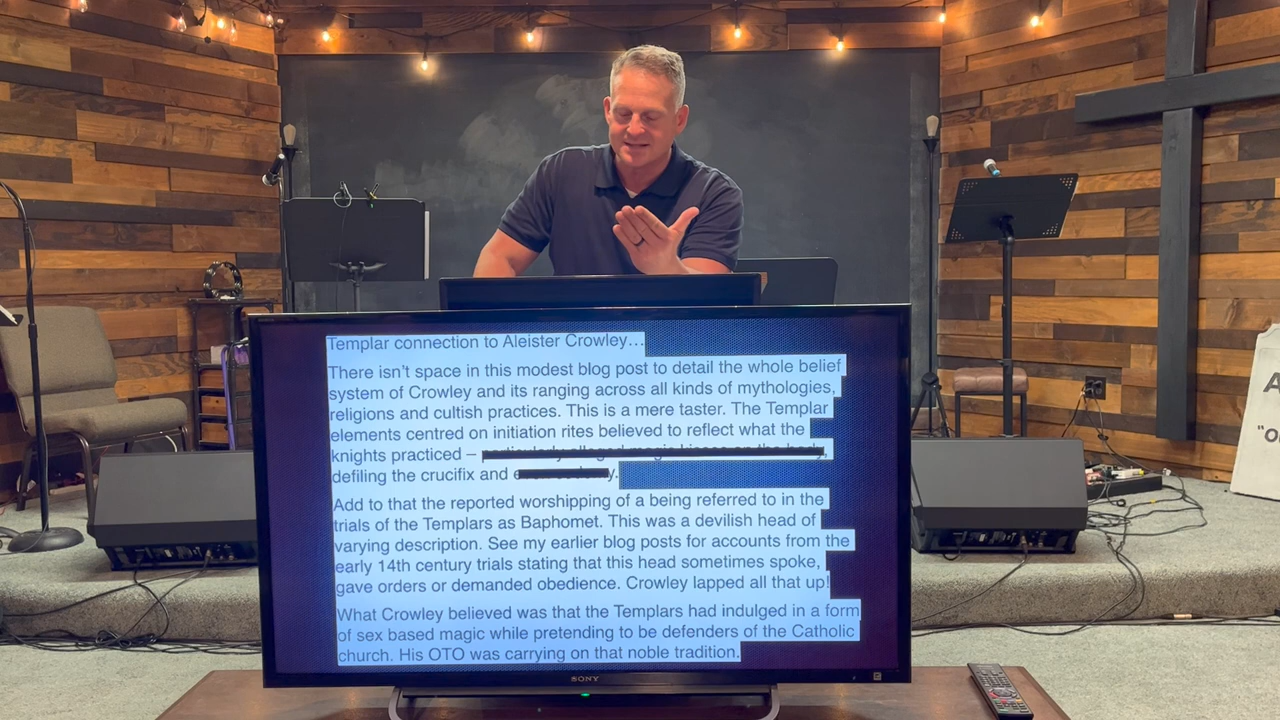 Templar connection to Aleister Crowley...
There isn't space in this modest blog post to detail the whole belief
system of Crowley and its ranging across all kinds of mythologies,
religions and cultish practices. This is a mere taster. The Templar
elements centred on initiation rites believed to reflect what the
knights practiced –
defiling the crucifix and
Add to that the reported worshipping of a being referred to in the
trials of the Templars as Baphomet. This was a devilish head of
varying description. See my earlier blog posts for accounts from the
early 14th century trials stating that this head sometimes spoke,
gave orders or demanded obedience. Crowley lapped all that up!
What Crowley believed was that the Templars had indulged in a form
of sex based magic while pretending to be defenders of the Catholic
church. His OTO was carrying on that noble tradition.
SONY
A
"O